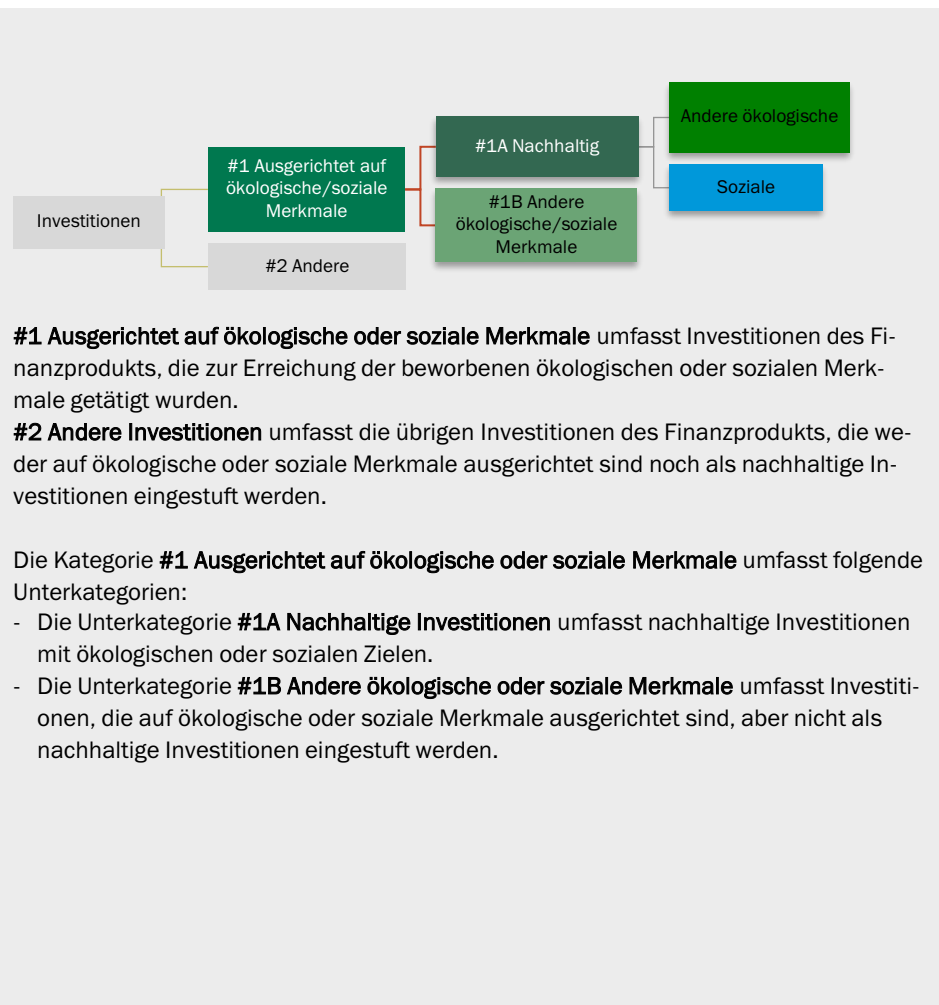 Investitionen
#1 Ausgerichtet auf
ökologische/soziale
Merkmale
#2 Andere
#1A Nachhaltig
#1B Andere
ökologische/soziale
Merkmale
Andere ökologische
Soziale
#1 Ausgerichtet auf ökologische oder soziale Merkmale umfasst Investitionen des Fi-
nanzprodukts, die zur Erreichung der beworbenen ökologischen oder sozialen Merk-
male getätigt wurden.
#2 Andere Investitionen umfasst die übrigen Investitionen des Finanzprodukts, die we-
der auf ökologische oder soziale Merkmale ausgerichtet sind noch als nachhaltige In-
vestitionen eingestuft werden.
Die Kategorie #1 Ausgerichtet auf ökologische oder soziale Merkmale umfasst folgende
Unterkategorien:
- Die Unterkategorie #1A Nachhaltige Investitionen umfasst nachhaltige Investitionen
mit ökologischen oder sozialen Zielen.
- Die Unterkategorie #1B Andere ökologische oder soziale Merkmale umfasst Investiti-
onen, die auf ökologische oder soziale Merkmale ausgerichtet sind, aber nicht als
nachhaltige Investitionen eingestuft werden.